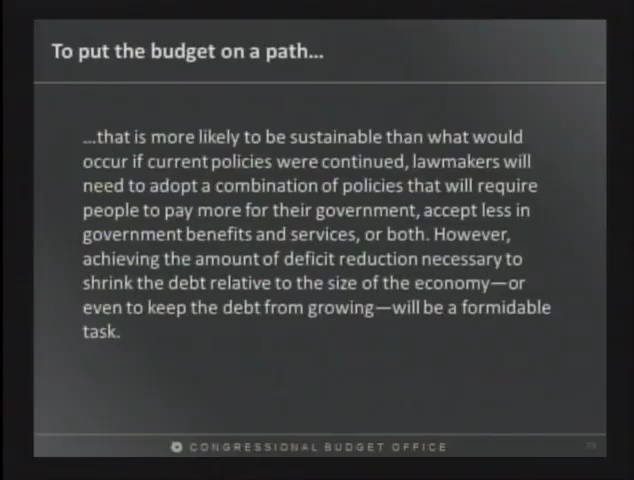 To put the budget on a path...
...that is more likely to be sustainable than what would
occur if current policies were continued, lawmakers will
need to adopt a combination of policies that will require
people to pay more for their government, accept less in
government benefits and services, or both. However,
achieving the amount of deficit reduction necessary to
shrink the debt relative to the size of the economy—or
even to keep the debt from growing—will be a formidable
task.
CONGRESSIONAL BUDGET OFFICE